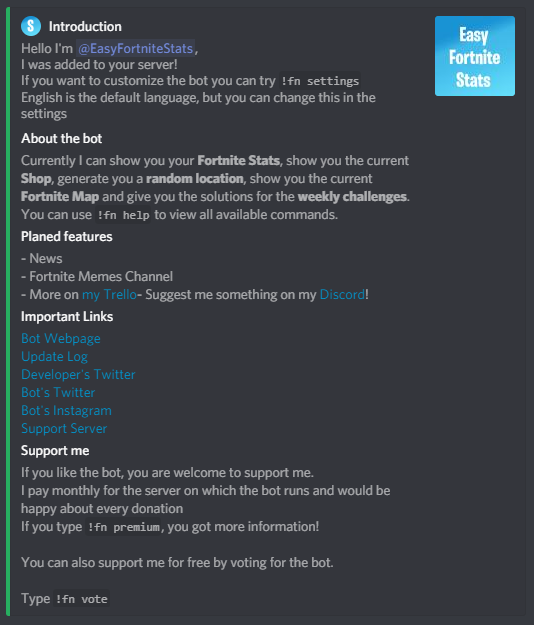 S Introduction
Easy
Fortnite
Stats
Hello I'm @EasyFortniteStats,
I was added to your server!
If you want to customize the bot you can try !fn settings
English is the default language, but you can change this in the
settings
About the bot
Currently I can show you your Fortnite Stats, show you the current
Shop, generate you a random location, show you the current
Fortnite Map and give you the solutions for the weekly challenges.
You can use !fn help to view all available commands.
Planed features
- News
- Fortnite Memes Channel
- More on my Trello- Suggest me something on my Discord!
Important Links
Bot Webpage
Update Log
Developer's Twitter
Bot's Twitter
Bot's Instagram
Support Server
Support me
If you like the bot, you are welcome to support me.
I pay monthly for the server on which the bot runs and would be
happy about every donation
If you type !fn premium, you got more information!
You can also support me for free by voting for the bot.
Type !fn vote